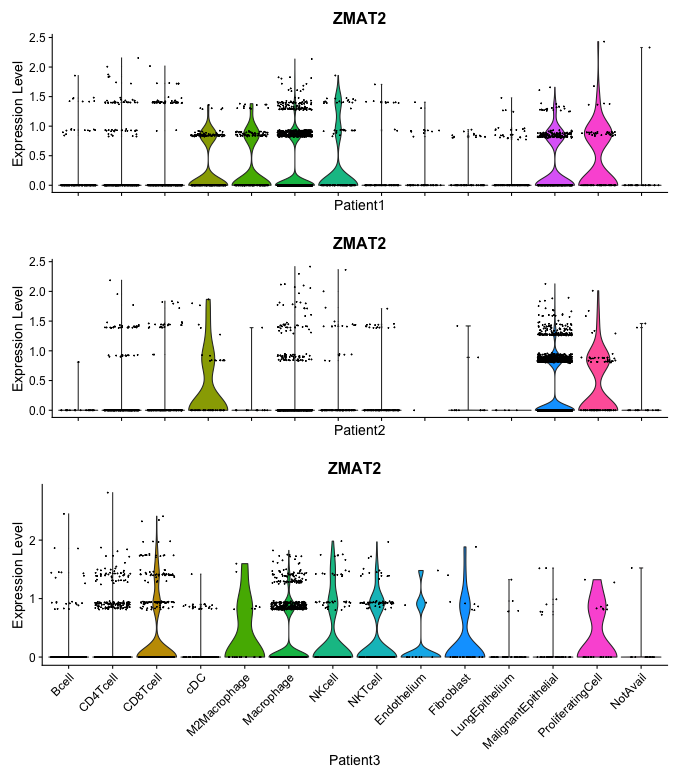 ZMAT2
Expression Level
2.5
2.0
1.5
1.0
0.5
0.0
Patient1
ZMAT2
Expression Level
2.5
2.0
1.5
1.0
0.5
0.0
Patient2
ZMAT2
Expression Level
2
1
0
Bcell
CD4Tcell
CD8Tcell
cDC
M2Macrophage
Macrophage
NKcell
NKTcell
Endothelium
Fibroblast
LungEpithelium
MalignantEpithelial
ProliferatingCell
NotAvail
Patient3